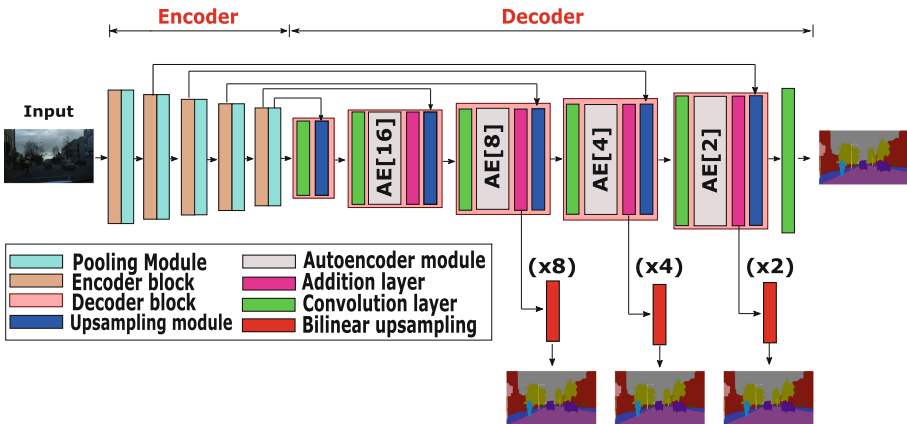 Encoder
Decoder
Input
AE[16]
AE[8]
AE[4]
AE[2]
Pooling Module
Encoder block
Decoder block
Upsampling module
Autoencoder module
Addition layer
Convolution layer
Bilinear upsampling
(x8)
(x4)
(x2)